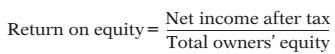 Return on equity = Net income after tax / Total owners' equity